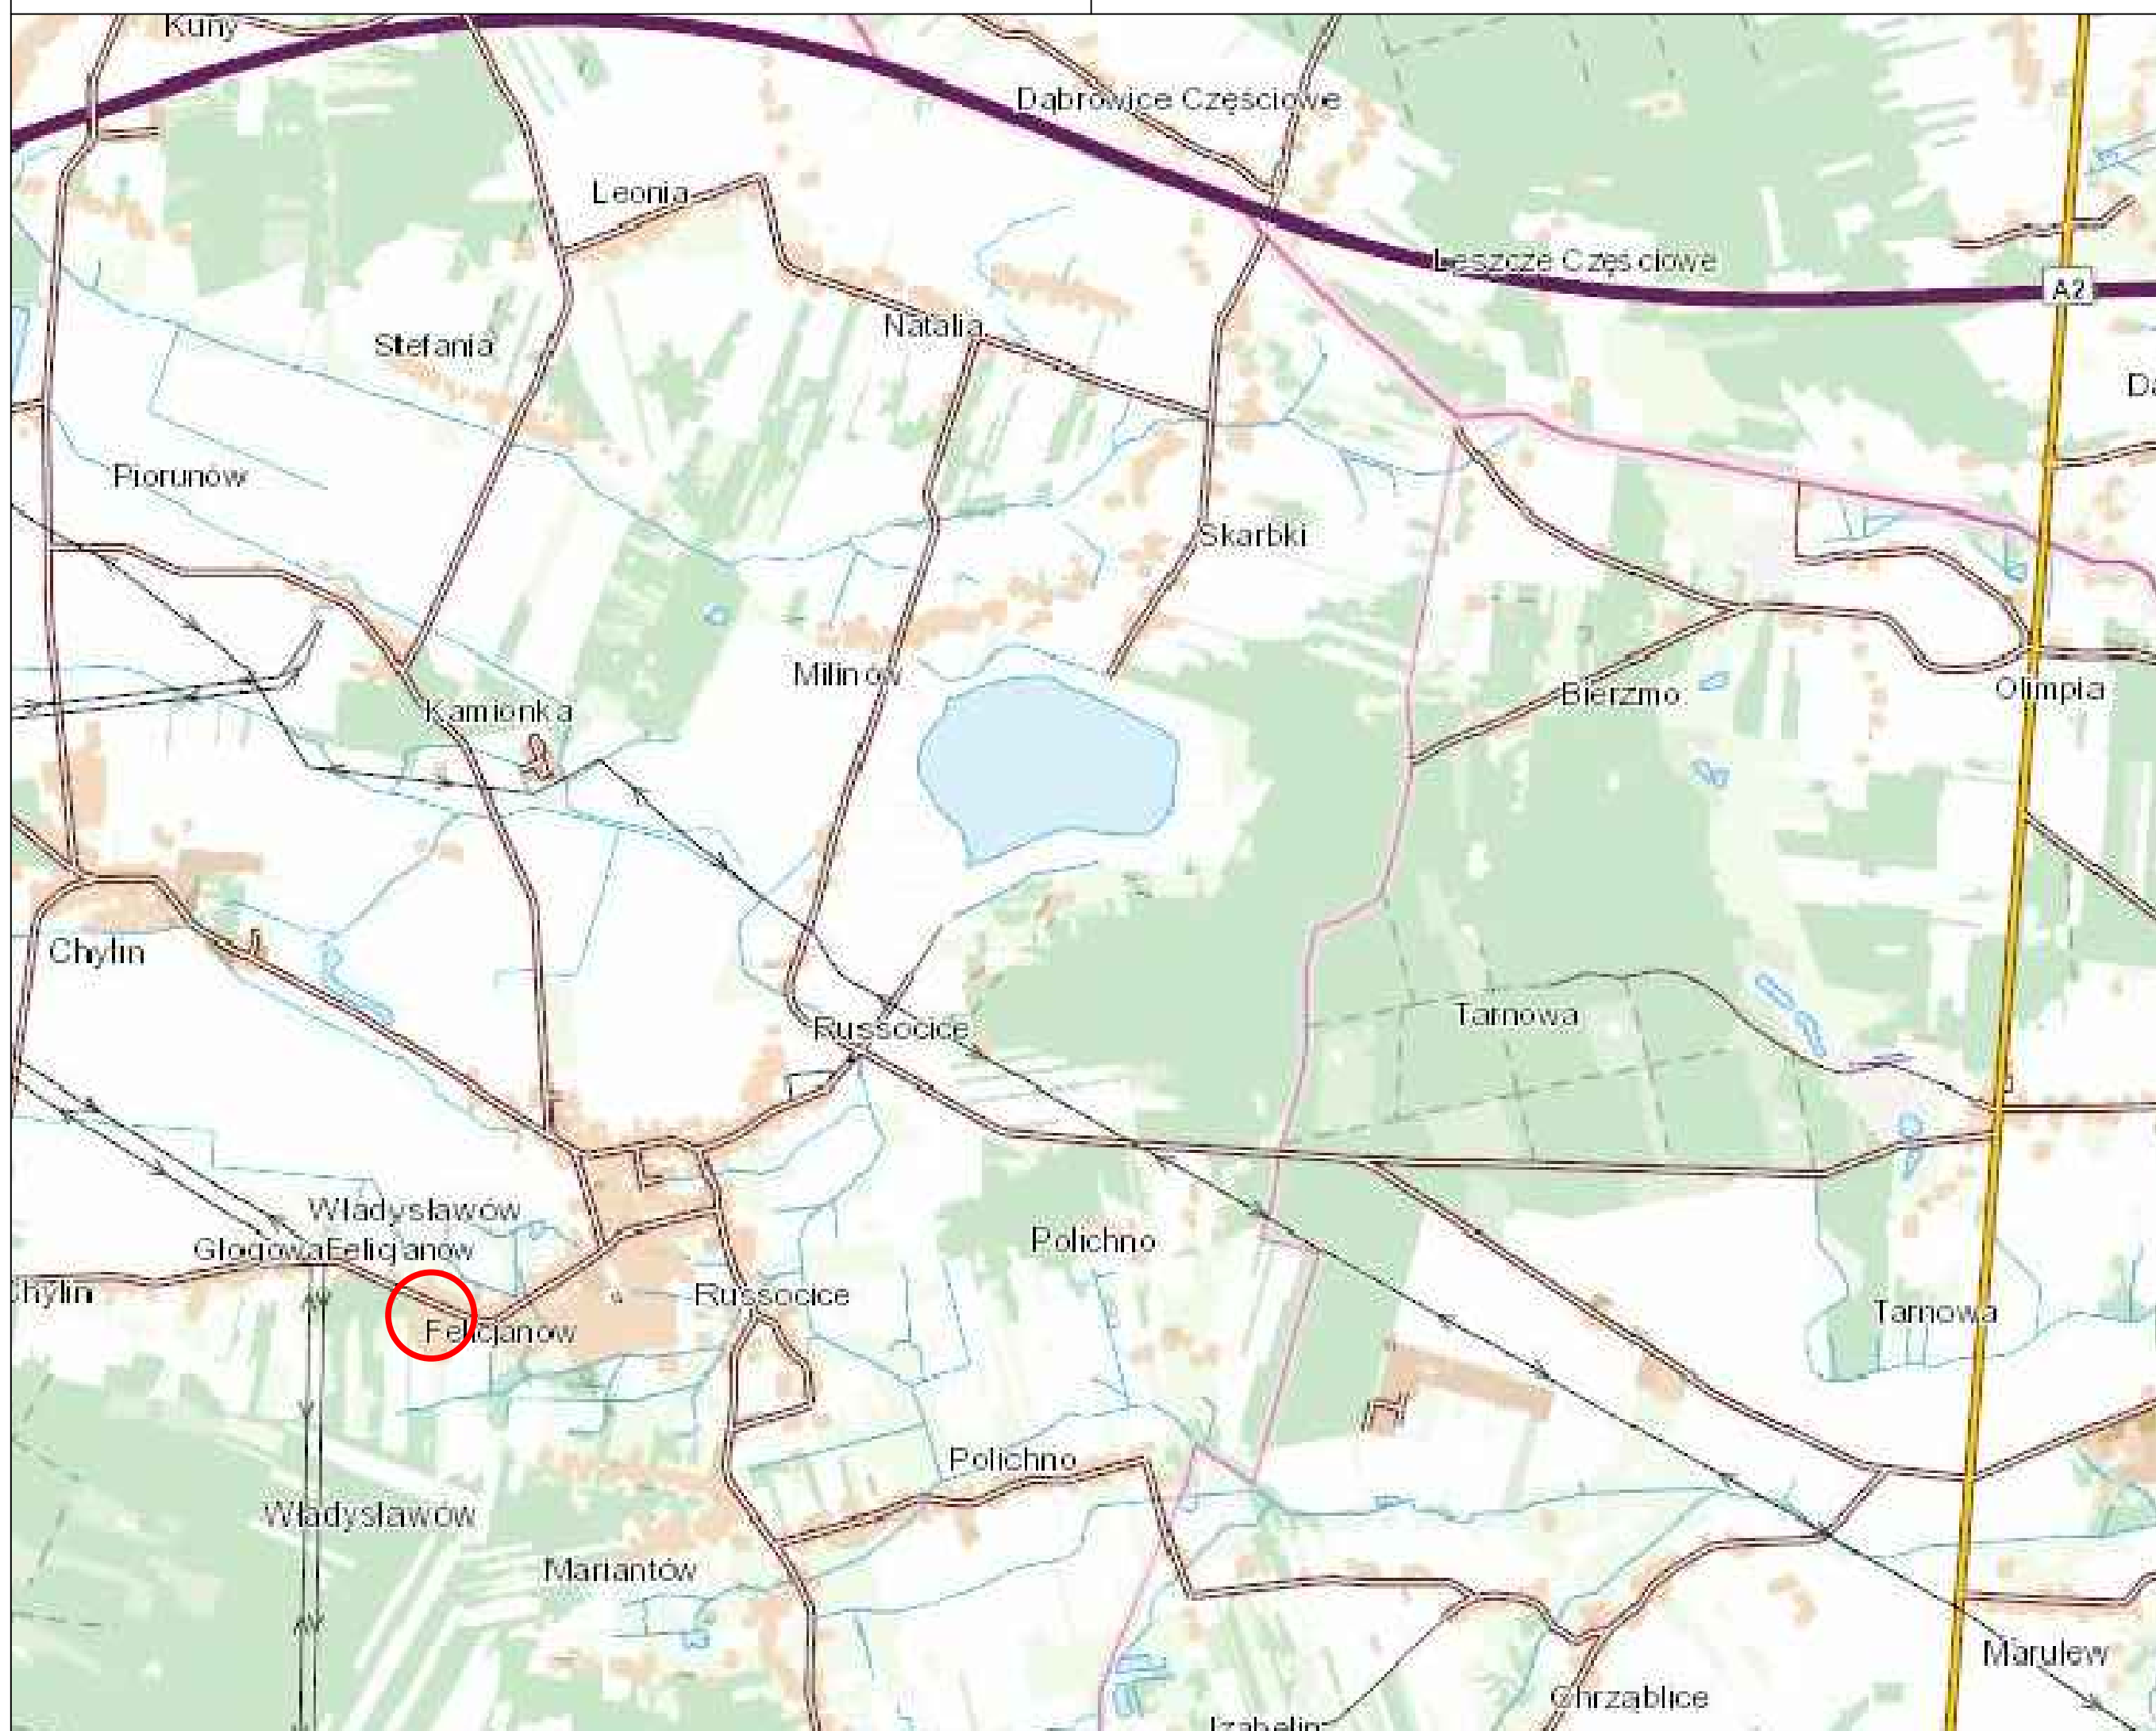 Kuny
Dąbrowice Częściowe
Leonia
Leszcze Częściowe
A2
Natalia
Stefania
Piorunów
Skarbki
Milinów
Bierzmo
Olimpia
Kamionka
Chylin
Tarnowa
Russocice
Władysławów
Polichno
Głogowa Felicjanów
Chylin
Russocice
Tarnowa
Felicjanów
Polichno
Władysławów
Mariantów
Marulew
Chrząblice
Izabelin